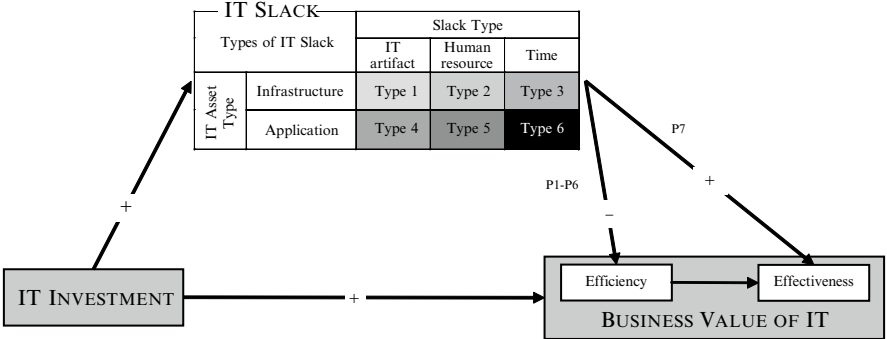 IT SLACK
Types of IT Slack
Slack Type
IT artifact
Human resource
Time
IT Asset Type
Infrastructure
Type 1
Type 2
Type 3
Application
Type 4
Type 5
Type 6
P7
P1-P6
+
+
–
Efficiency
Effectiveness
IT INVESTMENT
+
BUSINESS VALUE OF IT